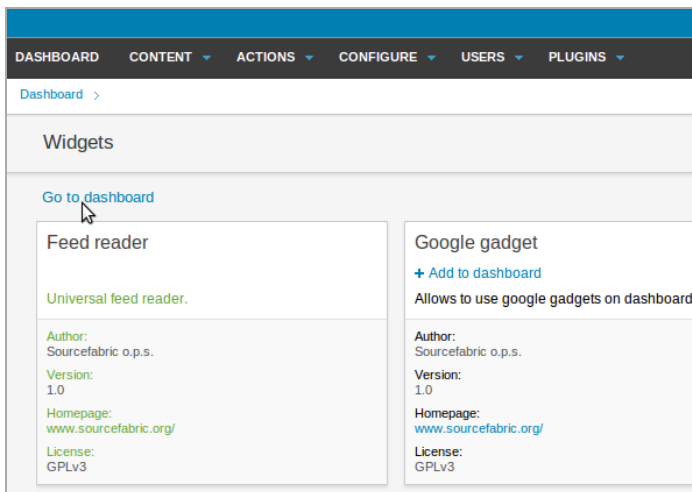 DASHBOARD CONTENT ACTIONS CONFIGURE USERS PLUGINS
Dashboard >
Widgets
Go to dashboard
Feed reader
Universal feed reader.
Author:
Sourcefabric o.p.s.
Version:
1.0
Homepage:
www.sourcefabric.org/
License:
GPLv3
Google gadget
+ Add to dashboard
Allows to use google gadgets on dashboard
Author:
Sourcefabric o.p.s.
Version:
1.0
Homepage:
www.sourcefabric.org/
License:
GPLv3